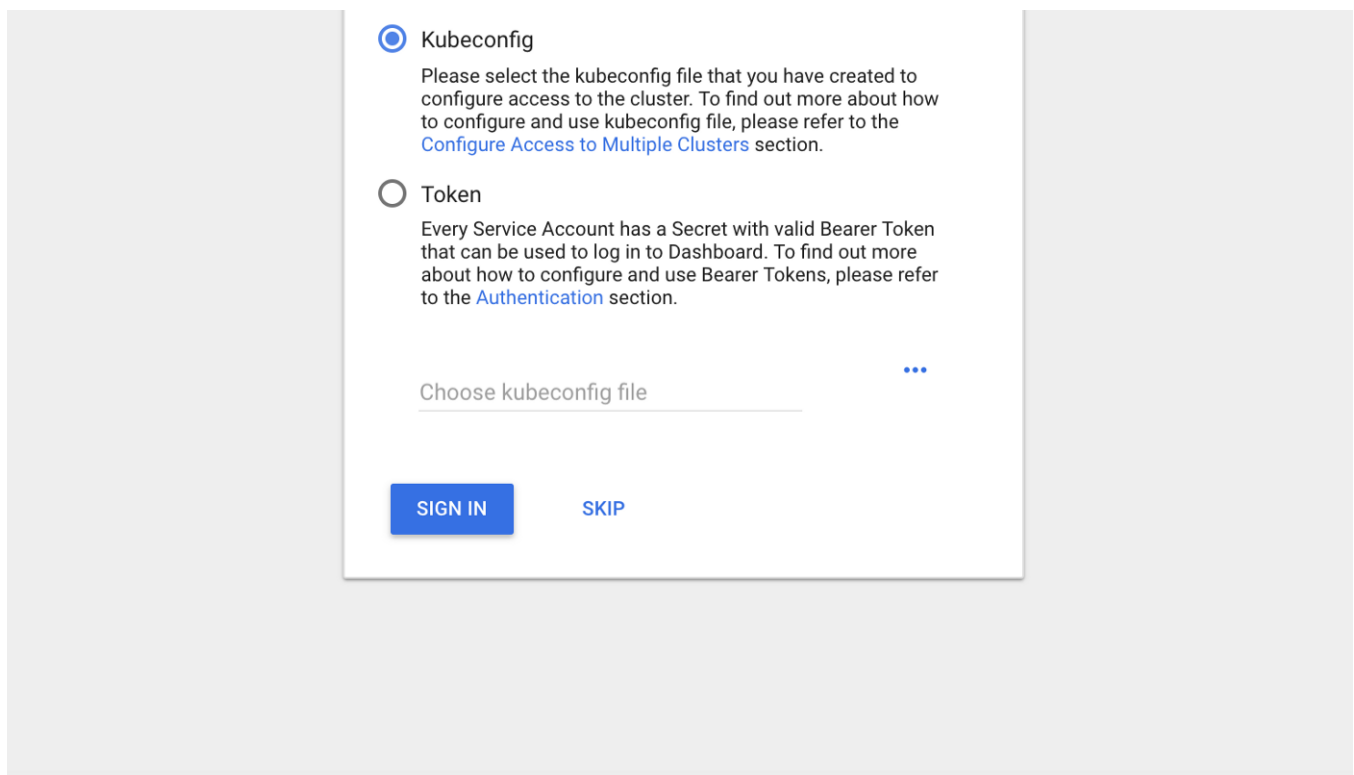 Kubeconfig
Please select the kubeconfig file that you have created to
configure access to the cluster. To find out more about how
to configure and use kubeconfig file, please refer to the
Configure Access to Multiple Clusters section.
Token
Every Service Account has a Secret with valid Bearer Token
that can be used to log in to Dashboard. To find out more
about how to configure and use Bearer Tokens, please refer
to the Authentication section.
Choose kubeconfig file
SIGN IN SKIP